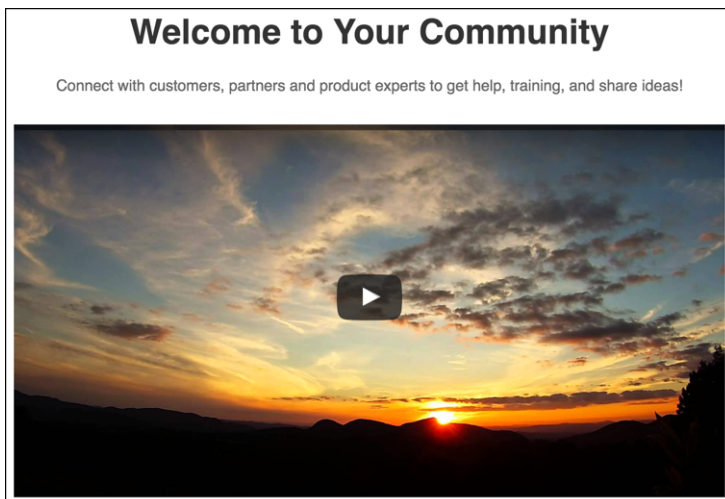 Welcome to Your Community
Connect with customers, partners and product experts to get help, training, and share ideas!